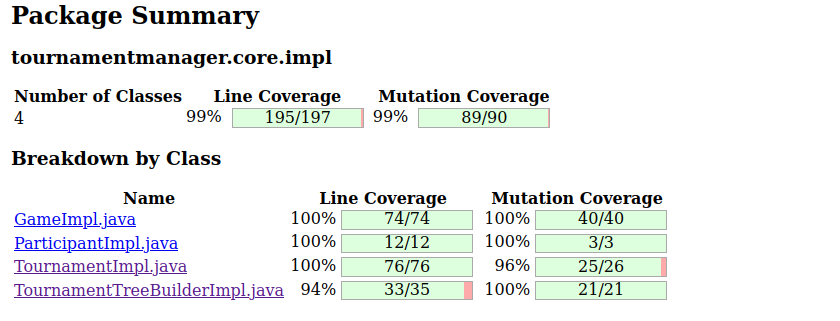 Package Summary
tournamentmanager.core.impl
Number of Classes Line Coverage Mutation Coverage
4 99% 195/197 99% 89/90
Breakdown by Class
Name Line Coverage Mutation Coverage
GameImpl.java 100% 74/74 100% 40/40
ParticipantImpl.java 100% 12/12 100% 3/3
TournamentImpl.java 100% 76/76 96% 25/26
TournamentTreeBuilderImpl.java 94% 33/35 100% 21/21